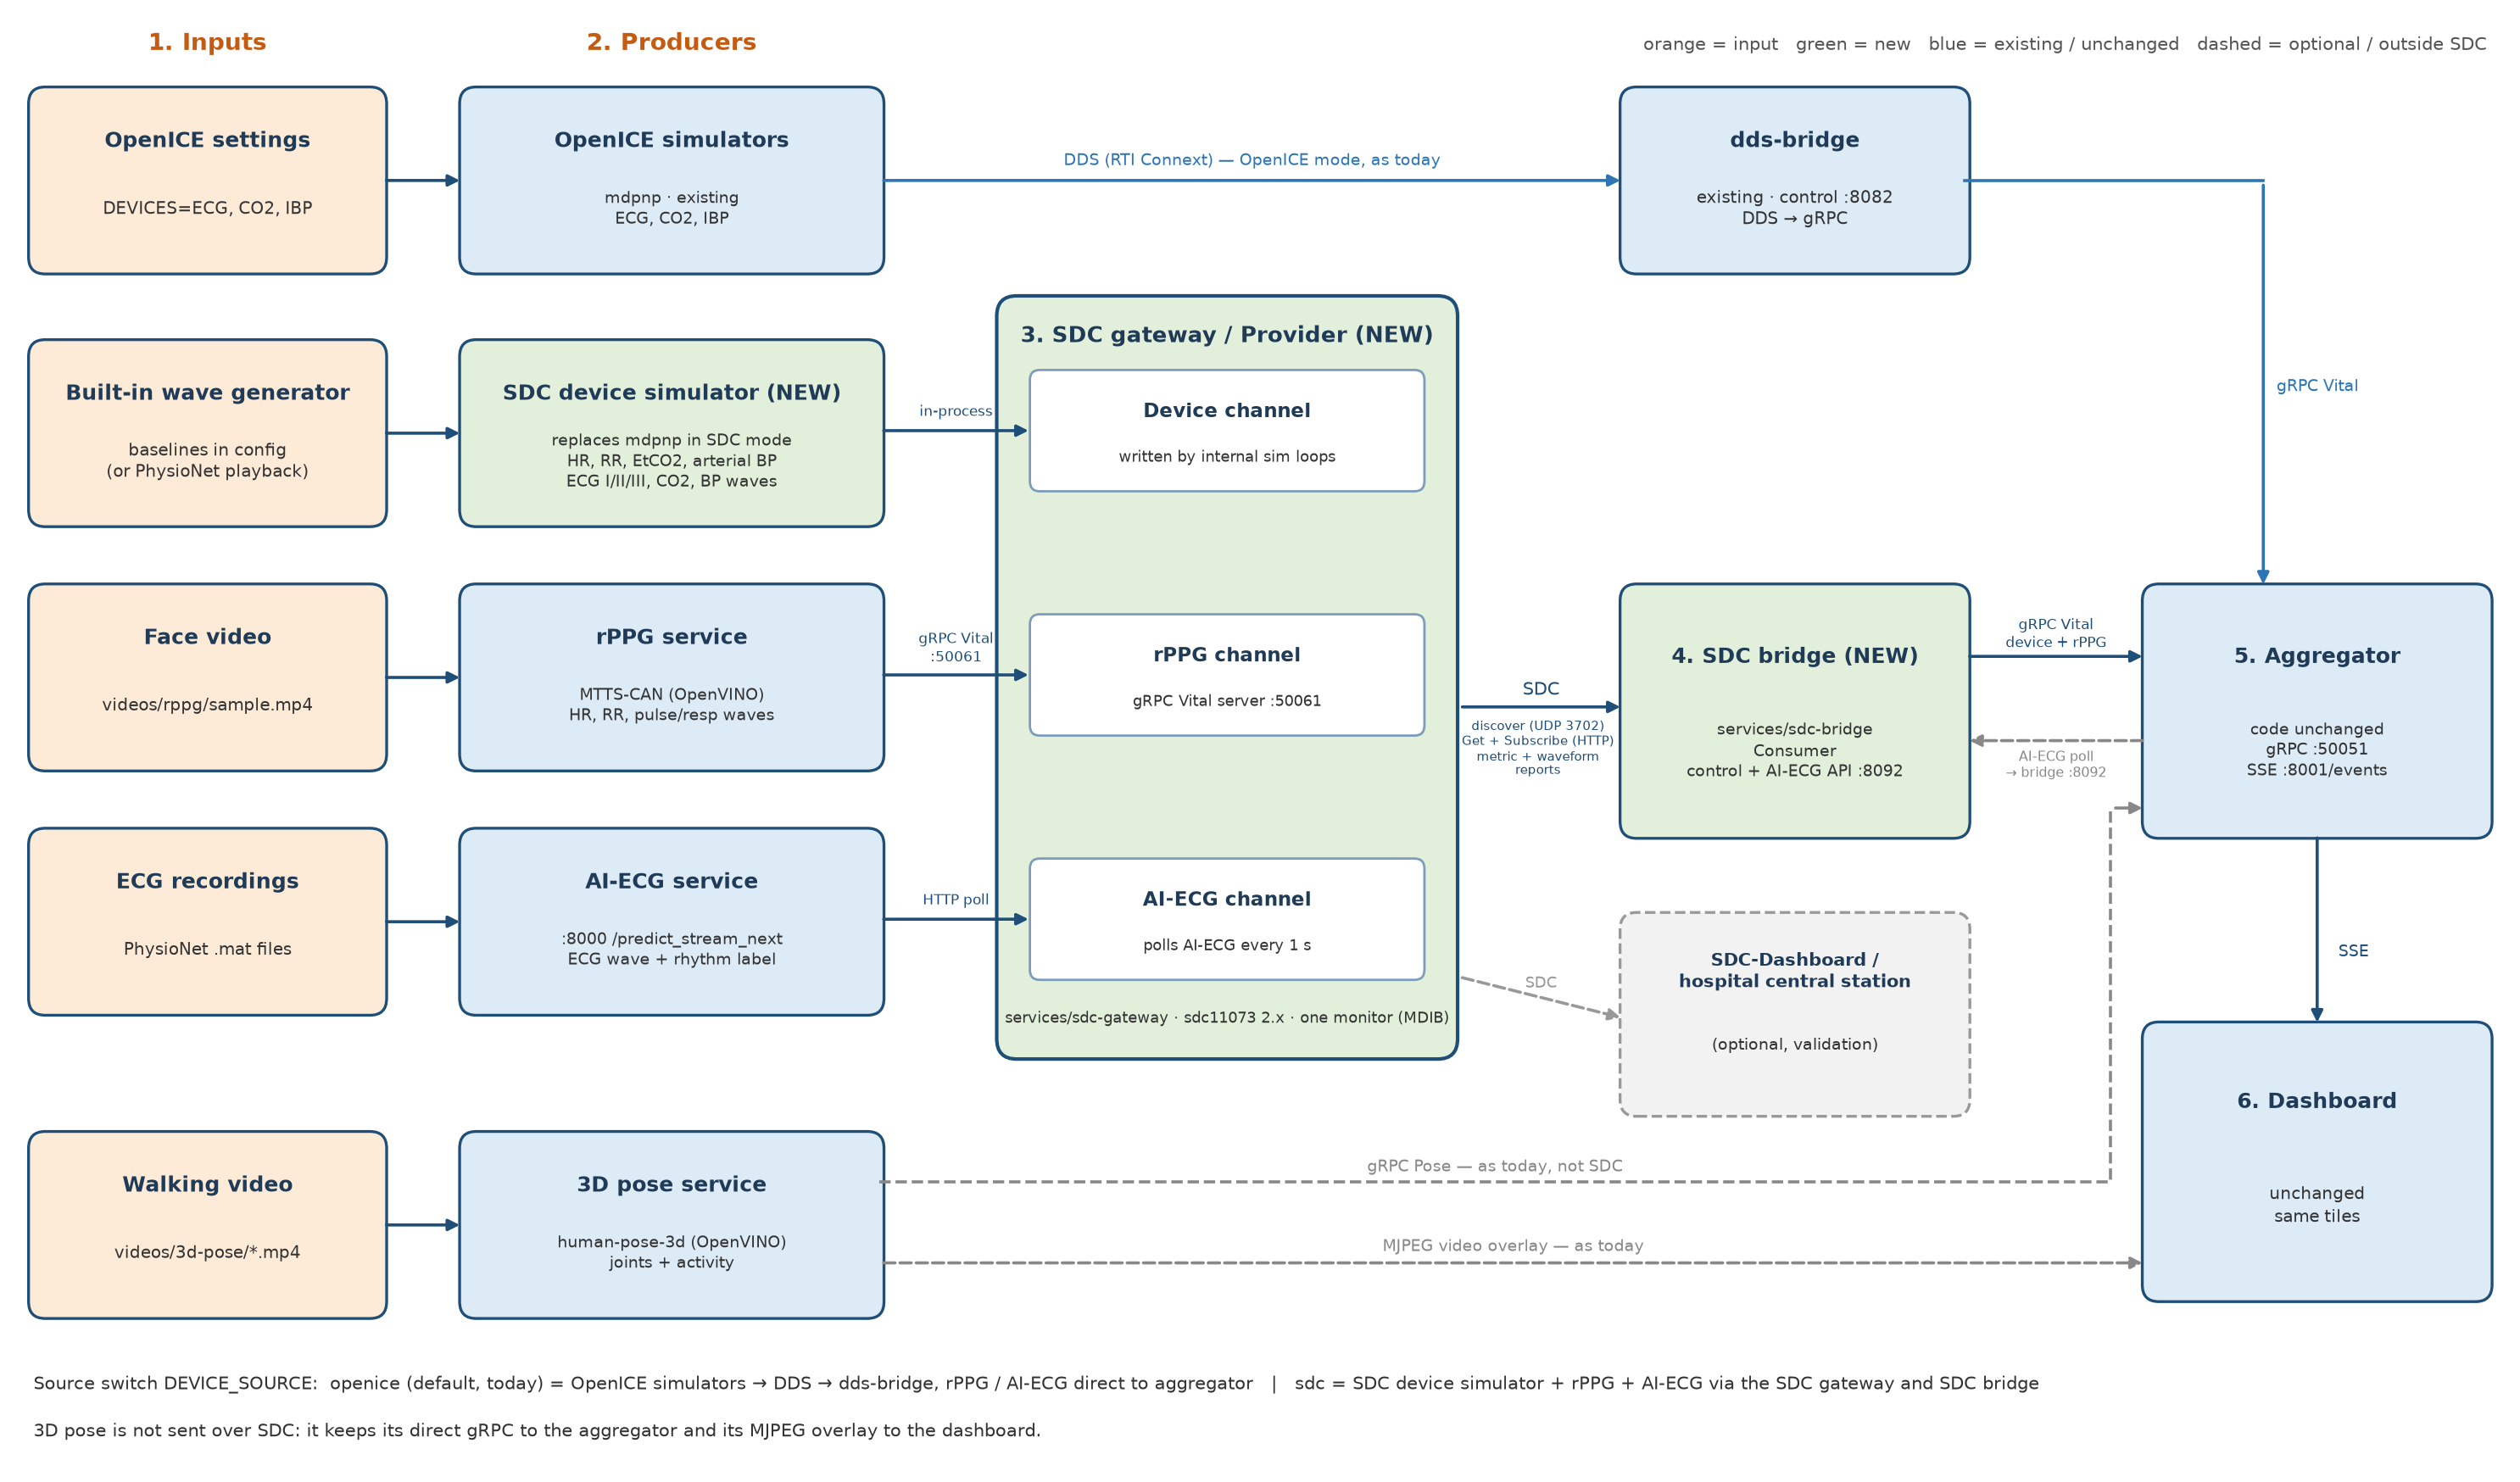 1. Inputs
2. Producers
orange = input   green = new   blue = existing / unchanged   dashed = optional / outside SDC
OpenICE settings
DEVICES=ECG, CO2, IBP
OpenICE simulators
mdpnp · existing
ECG, CO2, IBP
DDS (RTI Connext) — OpenICE mode, as today
dds-bridge
existing · control :8082
DDS → gRPC
gRPC Vital
Built-in wave generator
baselines in config
(or PhysioNet playback)
SDC device simulator (NEW)
replaces mdpnp in SDC mode
HR, RR, EtCO2, arterial BP
ECG I/II/III, CO2, BP waves
in-process
3. SDC gateway / Provider (NEW)
Device channel
written by internal sim loops
Face video
videos/rppg/sample.mp4
rPPG service
MTTS-CAN (OpenVINO)
HR, RR, pulse/resp waves
gRPC Vital
:50061
rPPG channel
gRPC Vital server :50061
SDC
discover (UDP 3702)
Get + Subscribe (HTTP)
metric + waveform
reports
4. SDC bridge (NEW)
services/sdc-bridge
Consumer
control + AI-ECG API :8092
gRPC Vital
device + rPPG
AI-ECG poll
→ bridge :8092
5. Aggregator
code unchanged
gRPC :50051
SSE :8001/events
ECG recordings
PhysioNet .mat files
AI-ECG service
:8000 /predict_stream_next
ECG wave + rhythm label
HTTP poll
AI-ECG channel
polls AI-ECG every 1 s
services/sdc-gateway · sdc11073 2.x · one monitor (MDIB)
SDC
SDC-Dashboard /
hospital central station
(optional, validation)
SSE
6. Dashboard
unchanged
same tiles
Walking video
videos/3d-pose/*.mp4
3D pose service
human-pose-3d (OpenVINO)
joints + activity
gRPC Pose — as today, not SDC
MJPEG video overlay — as today
Source switch DEVICE_SOURCE:  openice (default, today) = OpenICE simulators → DDS → dds-bridge, rPPG / AI-ECG direct to aggregator   |   sdc = SDC device simulator + rPPG + AI-ECG via the SDC gateway and SDC bridge
3D pose is not sent over SDC: it keeps its direct gRPC to the aggregator and its MJPEG overlay to the dashboard.